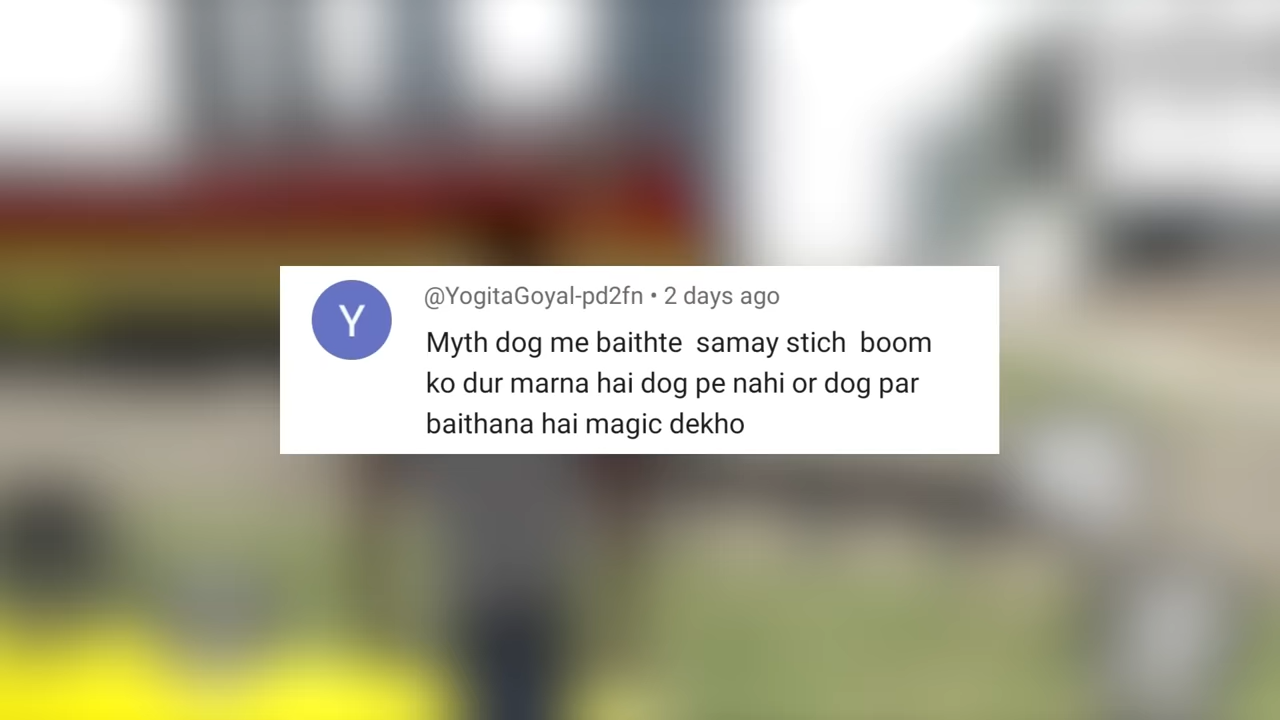 Y
@YogitaGoyal-pd2fn • 2 days ago
Myth dog me baithte  samay stich  boom
ko dur marna hai dog pe nahi or dog par
baithana hai magic dekho